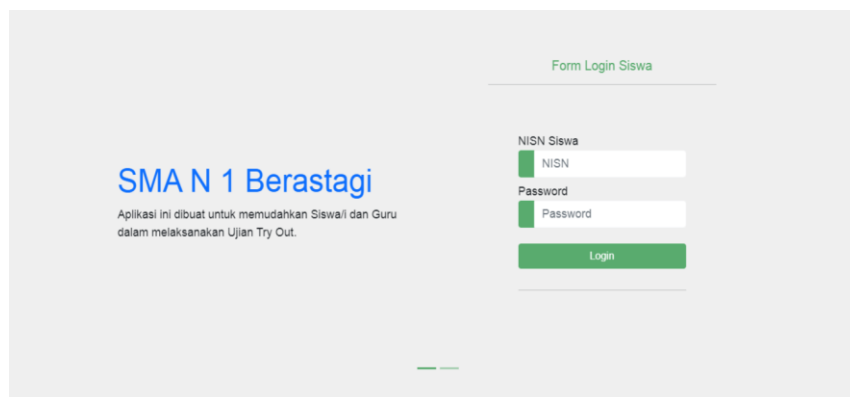 Form Login Siswa
SMA N 1 Berastagi
Aplikasi ini dibuat untuk memudahkan Siswa/i dan Guru
dalam melaksanakan Ujian Try Out.
NISN Siswa
NISN
Password
Password
Login